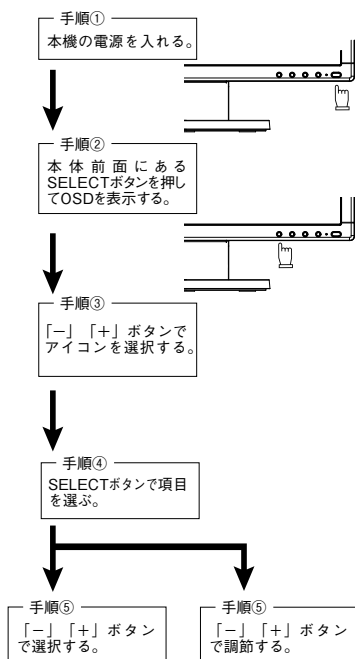 手順①
本機の電源を入れる。
手順②
本体前面にある
SELECTボタンを押し
てOSDを表示する。
手順③
「－」「＋」ボタンで
アイコンを選択する。
手順④
SELECTボタンで項目
を選ぶ。
手順⑤
「－」「＋」ボタン
で選択する。
手順⑤
「－」「＋」ボタン
で調節する。